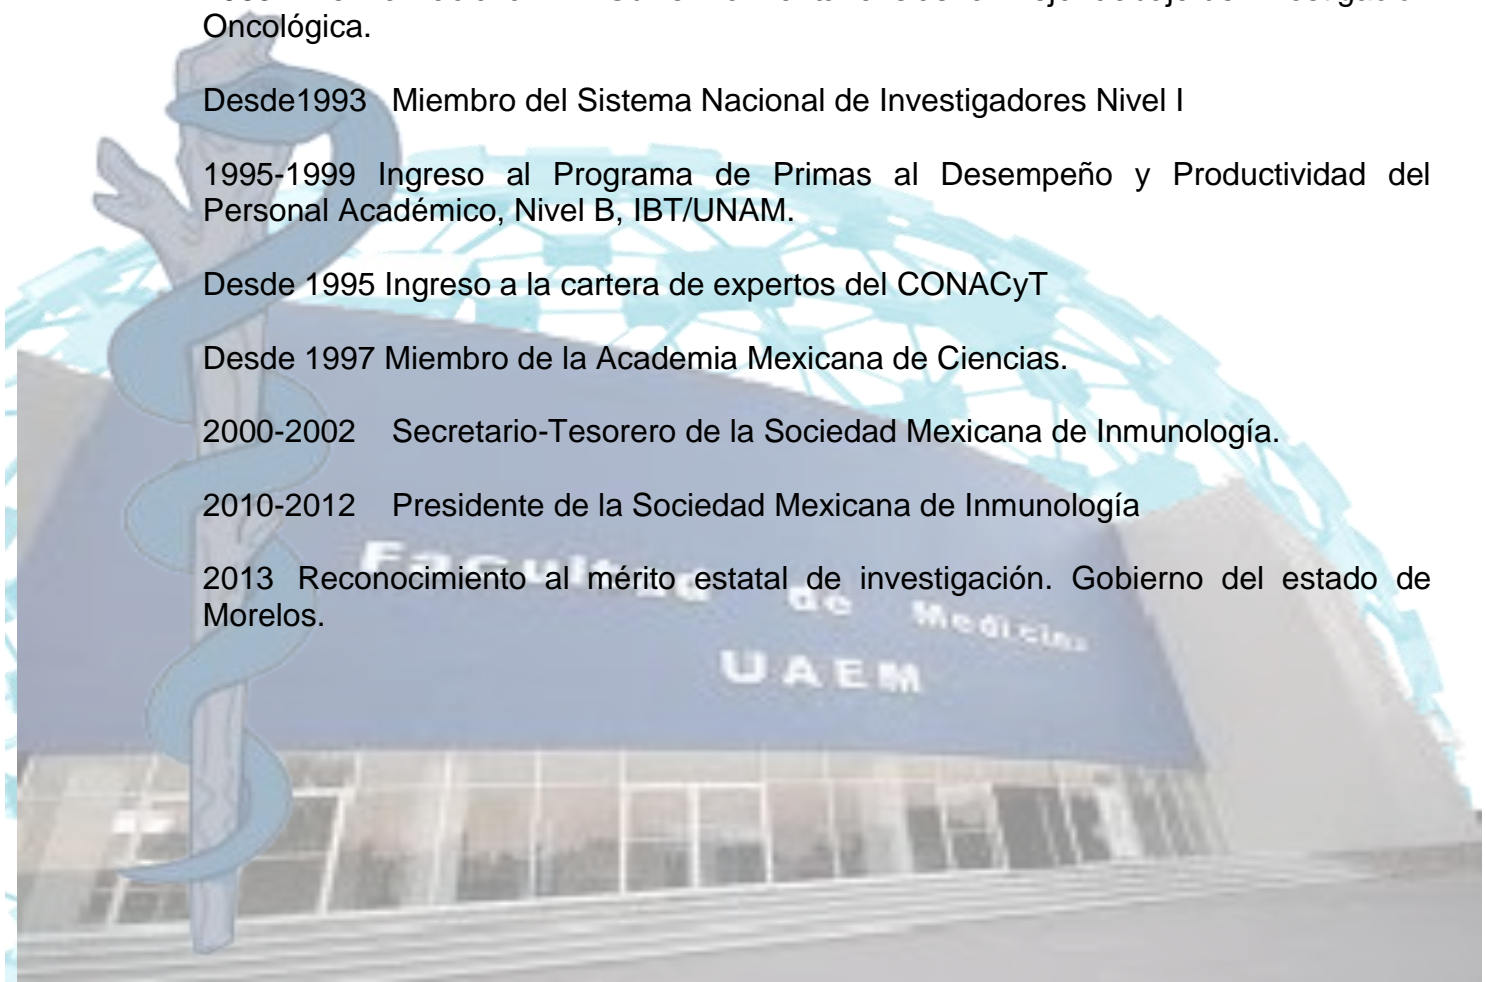 Oncológica.
Desde1993 Miembro del Sistema Nacional de Investigadores Nivel I
1995-1999 Ingreso al Programa de Primas al Desempeño y Productividad del
Personal Académico, Nivel B, IBT/UNAM.
Desde 1995 Ingreso a la cartera de expertos del CONACyT
Desde 1997 Miembro de la Academia Mexicana de Ciencias.
2000-2002 Secretario-Tesorero de la Sociedad Mexicana de Inmunología.
2010-2012 Presidente de la Sociedad Mexicana de Inmunología
2013 Reconocimiento al mérito estatal de investigación. Gobierno del estado de
Morelos.
Facultad de Medicina
UAEM